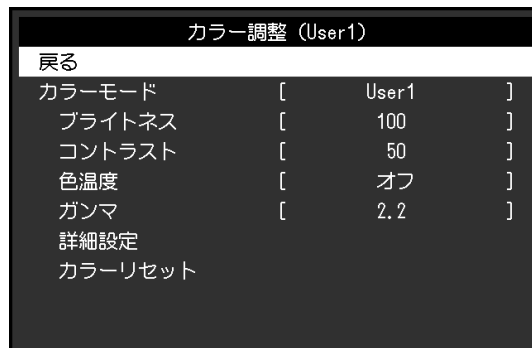 カラー調整（User1）
戻る
カラーモード [ User1 ]
ブライトネス [ 100 ]
コントラスト [ 50 ]
色温度 [ オフ ]
ガンマ [ 2.2 ]
詳細設定
カラーリセット